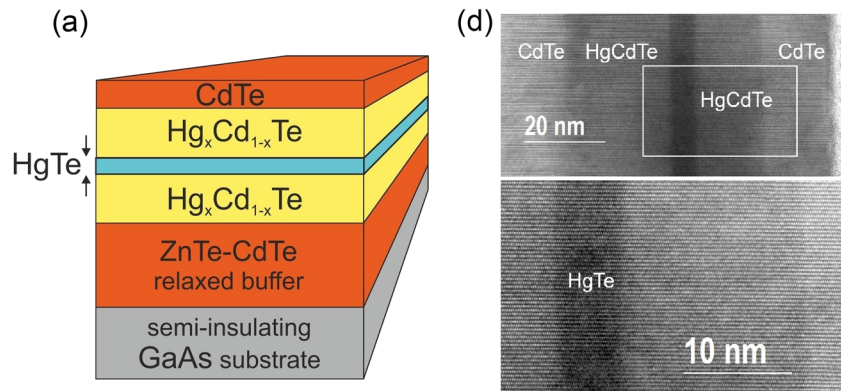 (a)
CdTe
HgₓCd₁₋ₓTe
HgTe
HgₓCd₁₋ₓTe
ZnTe-CdTe
relaxed buffer
semi-insulating
GaAs substrate
(d)
CdTe
HgCdTe
CdTe
HgCdTe
20 nm
HgTe
10 nm